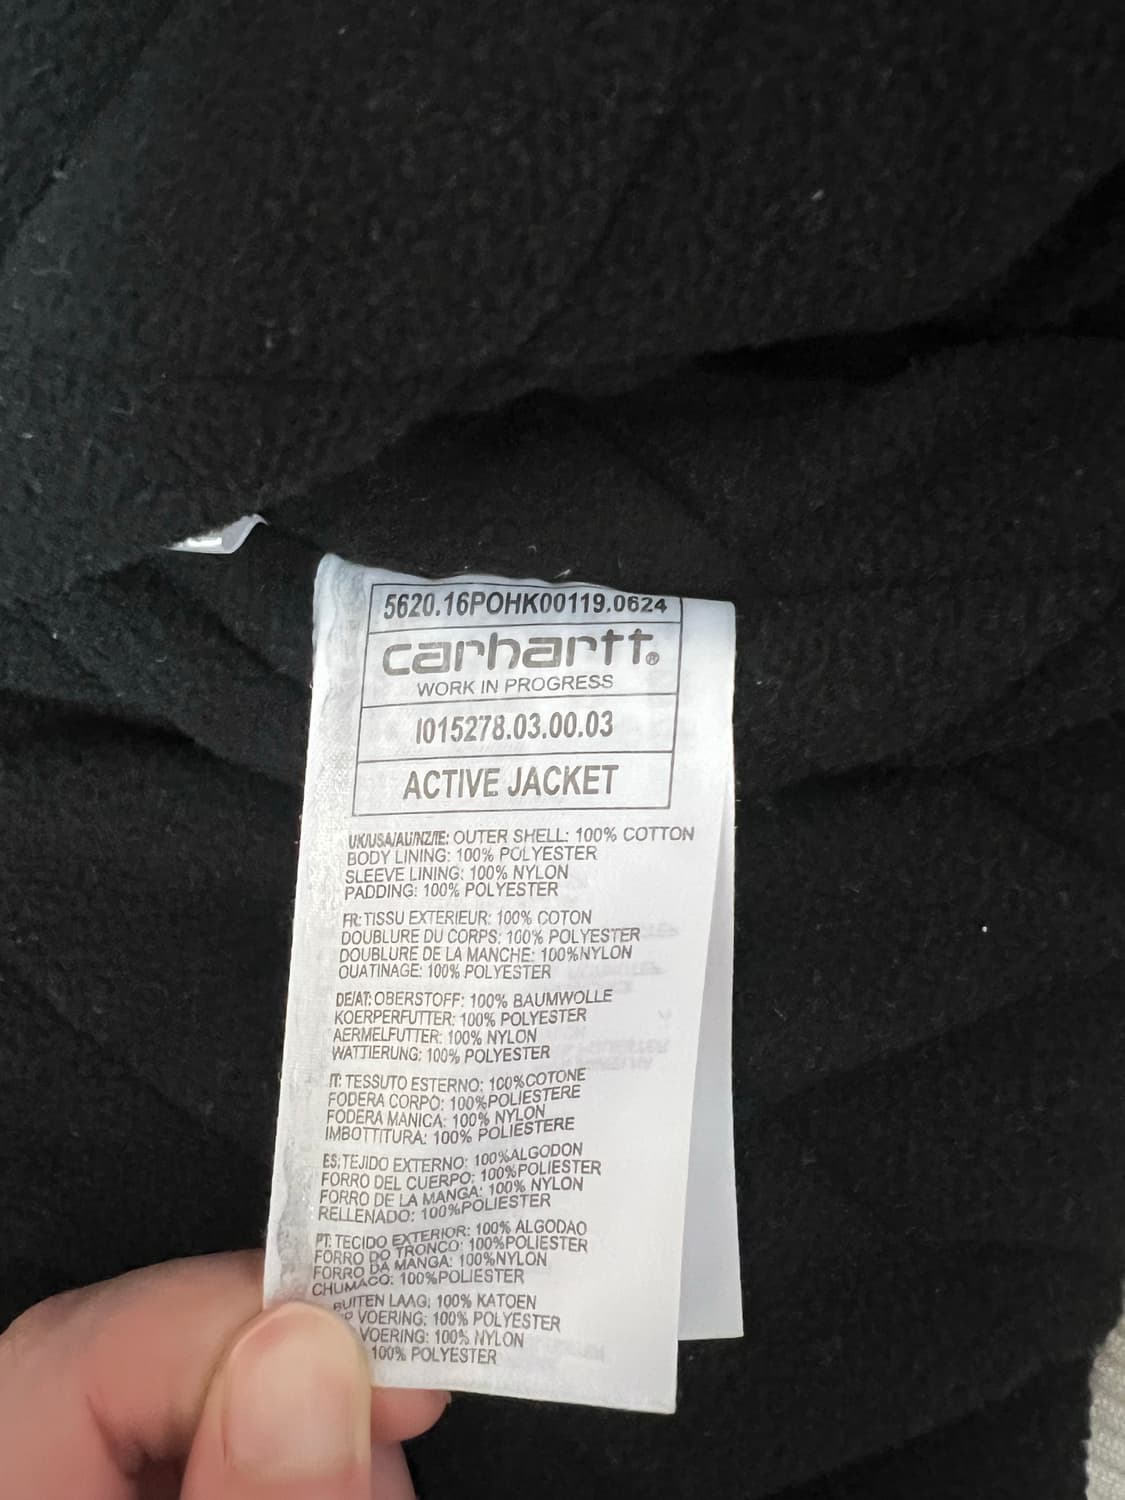 5620.16POHK00119.0624
carhartt®
WORK IN PROGRESS
I015278.03.00.03
ACTIVE JACKET
UK/USA/AU/NZ/IE: OUTER SHELL: 100% COTTON
BODY LINING: 100% POLYESTER
SLEEVE LINING: 100% NYLON
PADDING: 100% POLYESTER
FR: TISSU EXTERIEUR: 100% COTON
DOUBLURE DU CORPS: 100% POLYESTER
DOUBLURE DE LA MANCHE: 100%NYLON
OUATINAGE: 100% POLYESTER
DE/AT: OBERSTOFF: 100% BAUMWOLLE
KOERPERFUTTER: 100% POLYESTER
AERMELFUTTER: 100% NYLON
WATTIERUNG: 100% POLYESTER
IT: TESSUTO ESTERNO: 100%COTONE
FODERA CORPO: 100%POLIESTERE
FODERA MANICA: 100% NYLON
IMBOTTITURA: 100% POLIESTERE
ES: TEJIDO EXTERNO: 100%ALGODON
FORRO DEL CUERPO: 100%POLIESTER
FORRO DE LA MANGA: 100% NYLON
RELLENADO: 100%POLIESTER
PT: TECIDO EXTERIOR: 100% ALGODAO
FORRO DO TRONCO: 100%POLIESTER
FORRO DA MANGA: 100%NYLON
CHUMACO: 100%POLIESTER
BUITEN LAAG: 100% KATOEN
VOERING: 100% POLYESTER
VOERING: 100% NYLON
100% POLYESTER